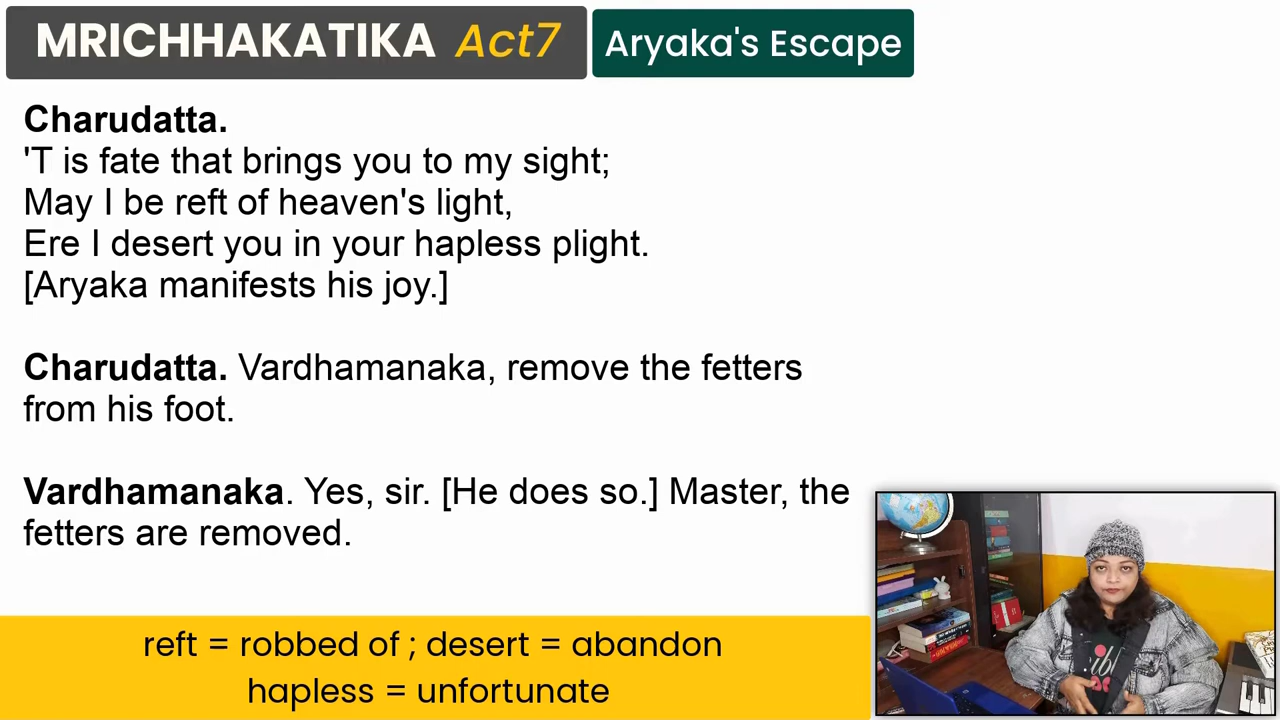 MRICHHAKATIKA Act7
Aryaka's Escape
Charudatta.
'T is fate that brings you to my sight;
May I be reft of heaven's light,
Ere I desert you in your hapless plight.
[Aryaka manifests his joy.]
Charudatta. Vardhamanaka, remove the fetters
from his foot.
Vardhamanaka. Yes, sir. [He does so.] Master, the
fetters are removed.
reft = robbed of ; desert = abandon
hapless = unfortunate